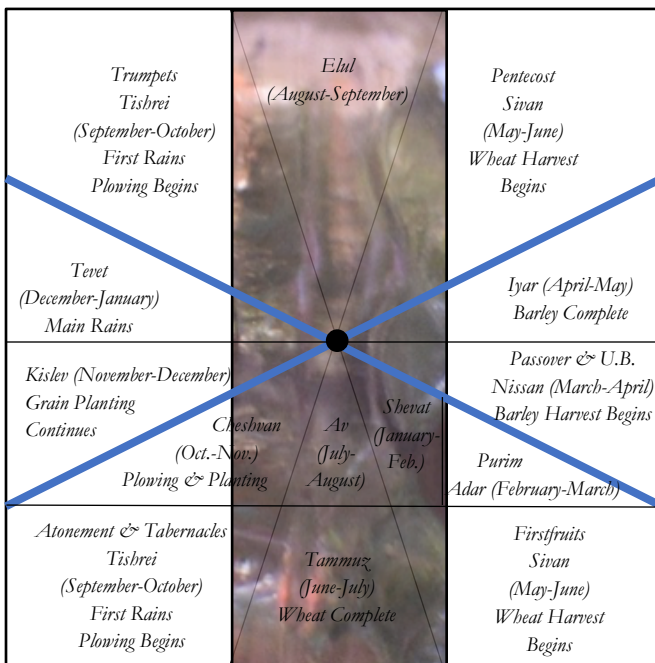 Trumpets
Tishrei
(September-October)
First Rains
Plowing Begins
Elul
(August-September)
Pentecost
Sivan
(May-June)
Wheat Harvest
Begins
Tevet
(December-January)
Main Rains
Iyar (April-May)
Barley Complete
Kislev (November-December)
Grain Planting
Continues
Cheshvan
(Oct.-Nov.)
Plowing & Planting
Av
(July-
August)
Shevat
(January-
Feb.)
Passover & U.B.
Nissan (March-April)
Barley Harvest Begins
Purim
Adar (February-March)
Atonement & Tabernacles
Tishrei
(September-October)
First Rains
Plowing Begins
Tammuz
(June-July)
Wheat Complete
Firstfruits
Sivan
(May-June)
Wheat Harvest
Begins